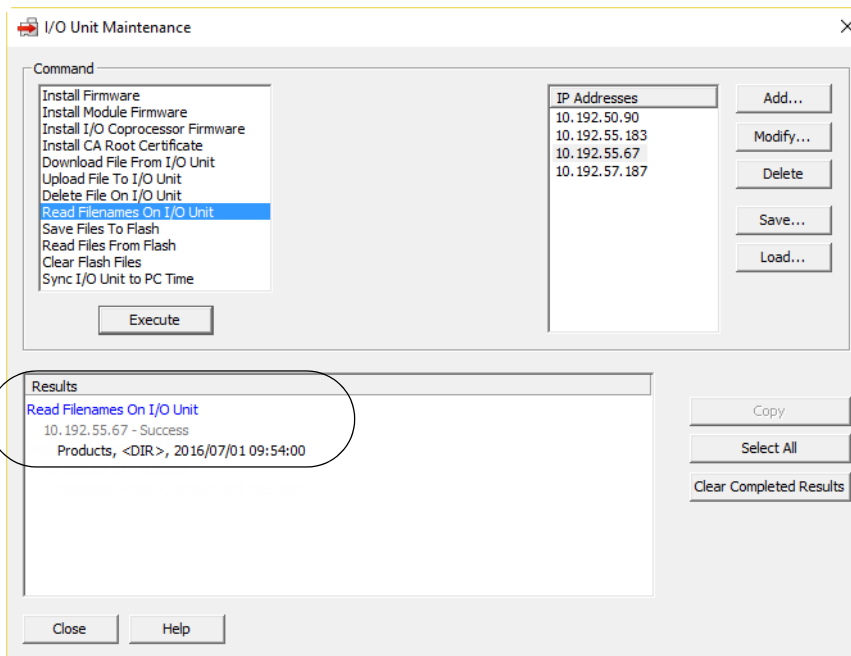 I/O Unit Maintenance
Command
Install Firmware
Install Module Firmware
Install I/O Coprocessor Firmware
Install CA Root Certificate
Download File From I/O Unit
Upload File To I/O Unit
Delete File On I/O Unit
Read Filenames On I/O Unit
Save Files To Flash
Read Files From Flash
Clear Flash Files
Sync I/O Unit to PC Time
Execute
IP Addresses
10.192.50.90
10.192.55.183
10.192.55.67
10.192.57.187
Add...
Modify...
Delete
Save...
Load...
Results
Read Filenames On I/O Unit
10.192.55.67 - Success
Products, <DIR>, 2016/07/01 09:54:00
Copy
Select All
Clear Completed Results
Close
Help